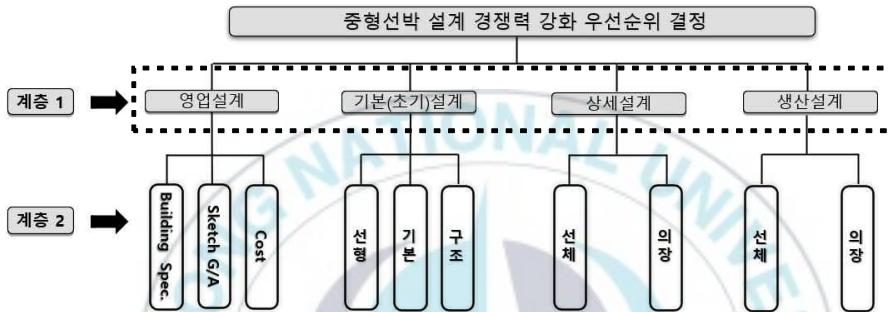 중형선박 설계 경쟁력 강화 우선순위 결정
계층 1
영업설계
기본(초기)설계
상세설계
생산설계
계층 2
Building Spec.
Sketch G/A
Cost
선형
기본
구조
선체
의장
선체
의장
ONG NATIONAL UNIVE